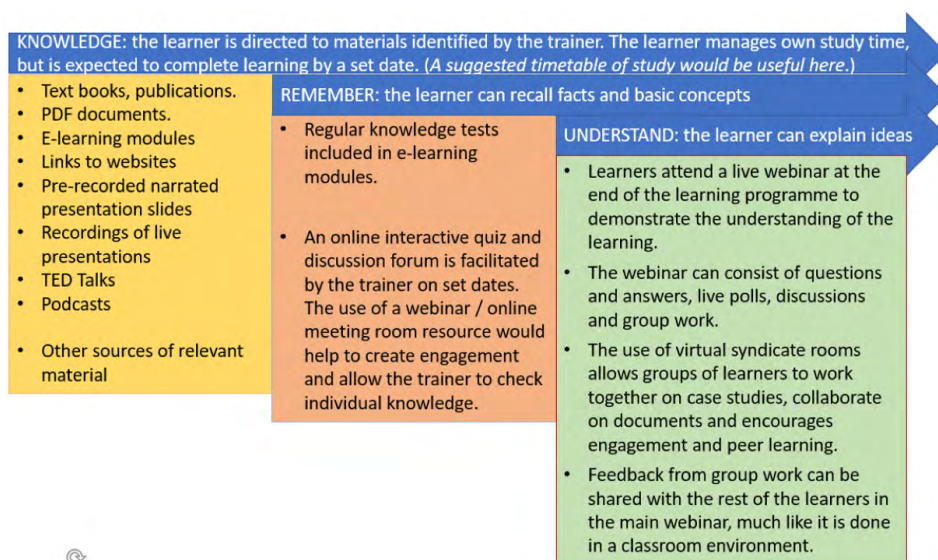 KNOWLEDGE: the learner is directed to materials identified by the trainer. The learner manages own study time,
but is expected to complete learning by a set date. (A suggested timetable of study would be useful here.)
• Text books, publications.
• PDF documents.
• E-learning modules
• Links to websites
• Pre-recorded narrated
presentation slides
• Recordings of live
presentations
• TED Talks
• Podcasts
• Other sources of relevant
material
REMEMBER: the learner can recall facts and basic concepts
• Regular knowledge tests
included in e-learning
modules.
• An online interactive quiz and
discussion forum is facilitated
by the trainer on set dates.
The use of a webinar / online
meeting room resource would
help to create engagement
and allow the trainer to check
individual knowledge.
UNDERSTAND: the learner can explain ideas
• Learners attend a live webinar at the
end of the learning programme to
demonstrate the understanding of the
learning.
• The webinar can consist of questions
and answers, live polls, discussions
and group work.
• The use of virtual syndicate rooms
allows groups of learners to work
together on case studies, collaborate
on documents and encourages
engagement and peer learning.
• Feedback from group work can be
shared with the rest of the learners in
the main webinar, much like it is done
in a classroom environment.